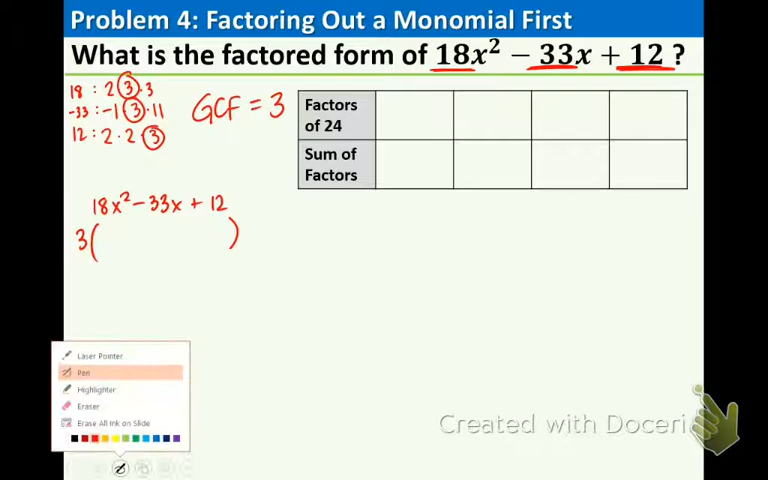 Problem 4: Factoring Out a Monomial First
What is the factored form of 18x² − 33x + 12 ?
18 : 2 3 · 3
-33 : -1 · 3 · 11
12 : 2 · 2 · 3
GCF = 3
Factors of 24
Sum of Factors
18x² − 33x + 12
3(        )
Laser Pointer
Pen
Highlighter
Eraser
Erase All Ink on Slide
Created with Doceri